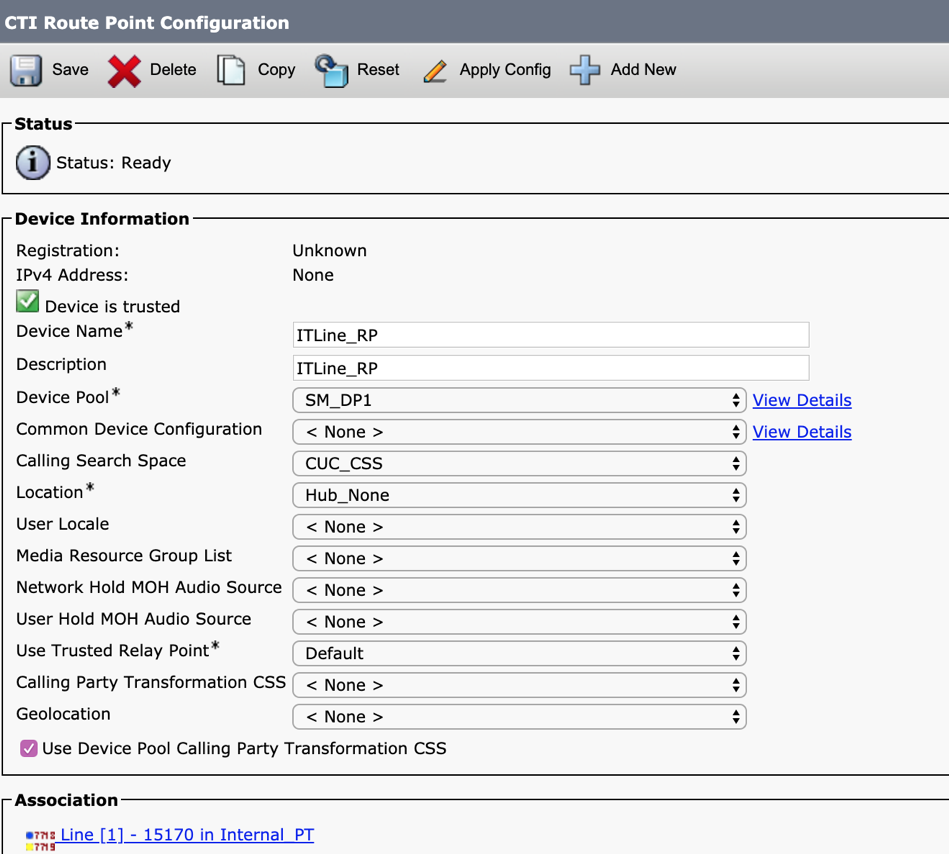 CTI Route Point Configuration
Save Delete Copy Reset Apply Config Add New
Status
i Status: Ready
Device Information
Registration: Unknown
IPv4 Address: None
Device is trusted
Device Name* ITLine_RP
Description ITLine_RP
Device Pool* SM_DP1 View Details
Common Device Configuration < None > View Details
Calling Search Space CUC_CSS
Location* Hub_None
User Locale < None >
Media Resource Group List < None >
Network Hold MOH Audio Source < None >
User Hold MOH Audio Source < None >
Use Trusted Relay Point* Default
Calling Party Transformation CSS < None >
Geolocation < None >
Use Device Pool Calling Party Transformation CSS
Association
Line [1] - 15170 in Internal_PT